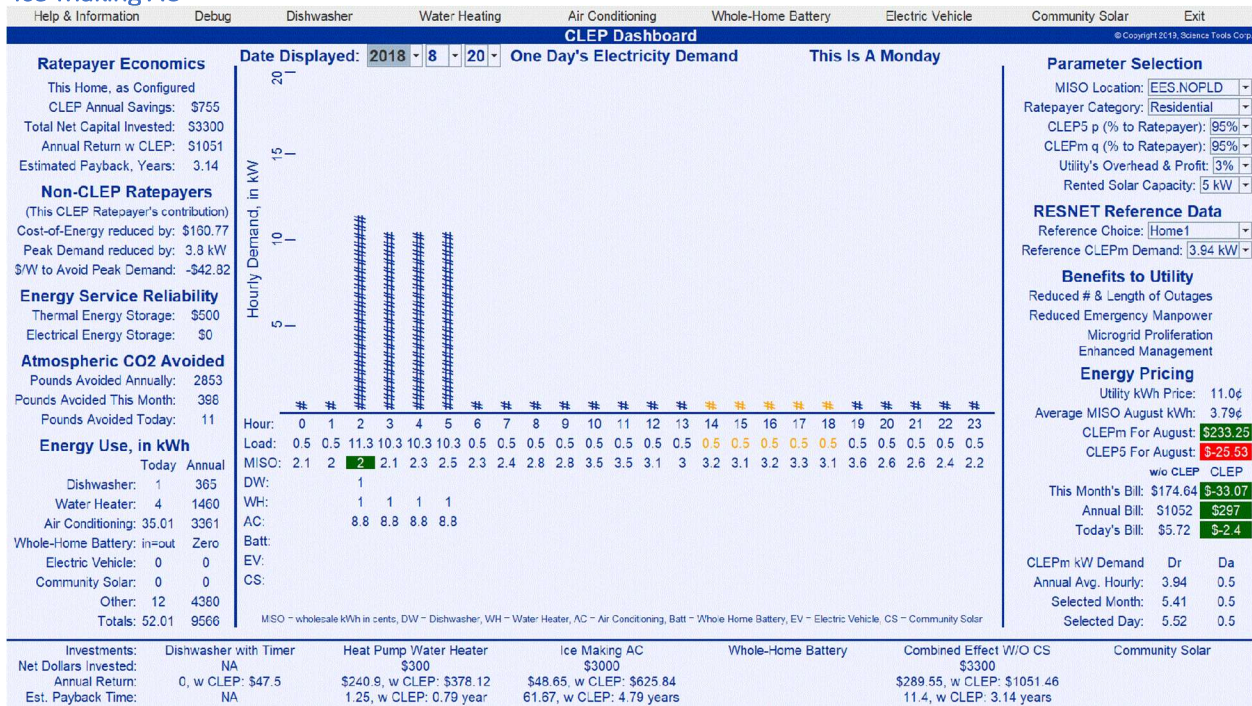 Ice Making AC
Help & Information Debug Dishwasher Water Heating Air Conditioning Whole-Home Battery Electric Vehicle Community Solar Exit
CLEP Dashboard
© Copyright 2019, Science Tools Corp.
Ratepayer Economics
This Home, as Configured
CLEP Annual Savings: $755
Total Net Capital Invested: $3300
Annual Return w CLEP: $1051
Estimated Payback, Years: 3.14
Non-CLEP Ratepayers
(This CLEP Ratepayer's contribution)
Cost-of-Energy reduced by: $160.77
Peak Demand reduced by: 3.8 kW
$/W to Avoid Peak Demand: -$42.82
Energy Service Reliability
Thermal Energy Storage: $500
Electrical Energy Storage: $0
Atmospheric CO2 Avoided
Pounds Avoided Annually: 2853
Pounds Avoided This Month: 398
Pounds Avoided Today: 11
Energy Use, in kWh
Today Annual
Dishwasher: 1 365
Water Heater: 4 1460
Air Conditioning: 35.01 3361
Whole-Home Battery: in=out Zero
Electric Vehicle: 0 0
Community Solar: 0 0
Other: 12 4380
Totals: 52.01 9566
Date Displayed: 2018 8 20 One Day's Electricity Demand This Is A Monday
Hourly Demand, in kW
20
15
10
5
Hour: 0 1 2 3 4 5 6 7 8 9 10 11 12 13 14 15 16 17 18 19 20 21 22 23
Load: 0.5 0.5 11.3 10.3 10.3 10.3 0.5 0.5 0.5 0.5 0.5 0.5 0.5 0.5 0.5 0.5 0.5 0.5 0.5 0.5 0.5 0.5 0.5 0.5
MISO: 2.1 2 2 2.1 2.3 2.5 2.3 2.4 2.8 2.8 3.5 3.5 3.1 3 3.2 3.1 3.2 3.3 3.1 3.6 2.6 2.6 2.4 2.2
DW: 1
WH: 1 1 1 1
AC: 8.8 8.8 8.8 8.8
Batt:
EV:
CS:
MISO = wholesale kWh in cents, DW = Dishwasher, WH = Water Heater, AC = Air Conditioning, Batt = Whole Home Battery, EV = Electric Vehicle, CS = Community Solar
Parameter Selection
MISO Location: EES.NOPLD
Ratepayer Category: Residential
CLEP5 p (% to Ratepayer): 95%
CLEPm q (% to Ratepayer): 95%
Utility's Overhead & Profit: 3%
Rented Solar Capacity: 5 kW
RESNET Reference Data
Reference Choice: Home1
Reference CLEPm Demand: 3.94 kW
Benefits to Utility
Reduced # & Length of Outages
Reduced Emergency Manpower
Microgrid Proliferation
Enhanced Management
Energy Pricing
Utility kWh Price: 11.0¢
Average MISO August kWh: 3.79¢
CLEPm For August: $233.25
CLEP5 For August: $-25.53
w/o CLEP CLEP
This Month's Bill: $174.64 $-33.07
Annual Bill: $1052 $297
Today's Bill: $5.72 $-2.4
CLEPm kW Demand Dr Da
Annual Avg. Hourly: 3.94 0.5
Selected Month: 5.41 0.5
Selected Day: 5.52 0.5
Investments: Dishwasher with Timer Heat Pump Water Heater Ice Making AC Whole-Home Battery Combined Effect W/O CS Community Solar
Net Dollars Invested: NA $300 $3000 $3300
Annual Return: 0, w CLEP: $47.5 $240.9, w CLEP: $378.12 $48.65, w CLEP: $625.84 $289.55, w CLEP: $1051.46
Est. Payback Time: NA 1.25, w CLEP: 0.79 year 61.67, w CLEP: 4.79 years 11.4, w CLEP: 3.14 years